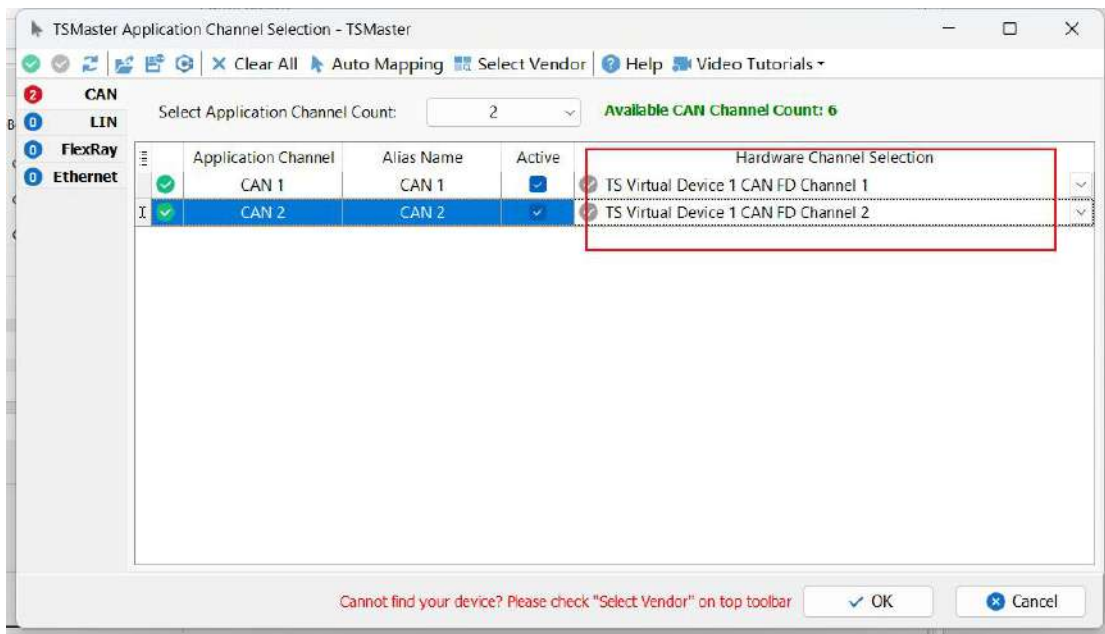 TSMaster Application Channel Selection - TSMaster
Clear All Auto Mapping Select Vendor Help Video Tutorials
2 CAN
0 LIN
0 FlexRay
0 Ethernet
Select Application Channel Count: 2 Available CAN Channel Count: 6
Application Channel Alias Name Active Hardware Channel Selection
CAN 1 CAN 1 TS Virtual Device 1 CAN FD Channel 1
CAN 2 CAN 2 TS Virtual Device 1 CAN FD Channel 2
Cannot find your device? Please check "Select Vendor" on top toolbar OK Cancel